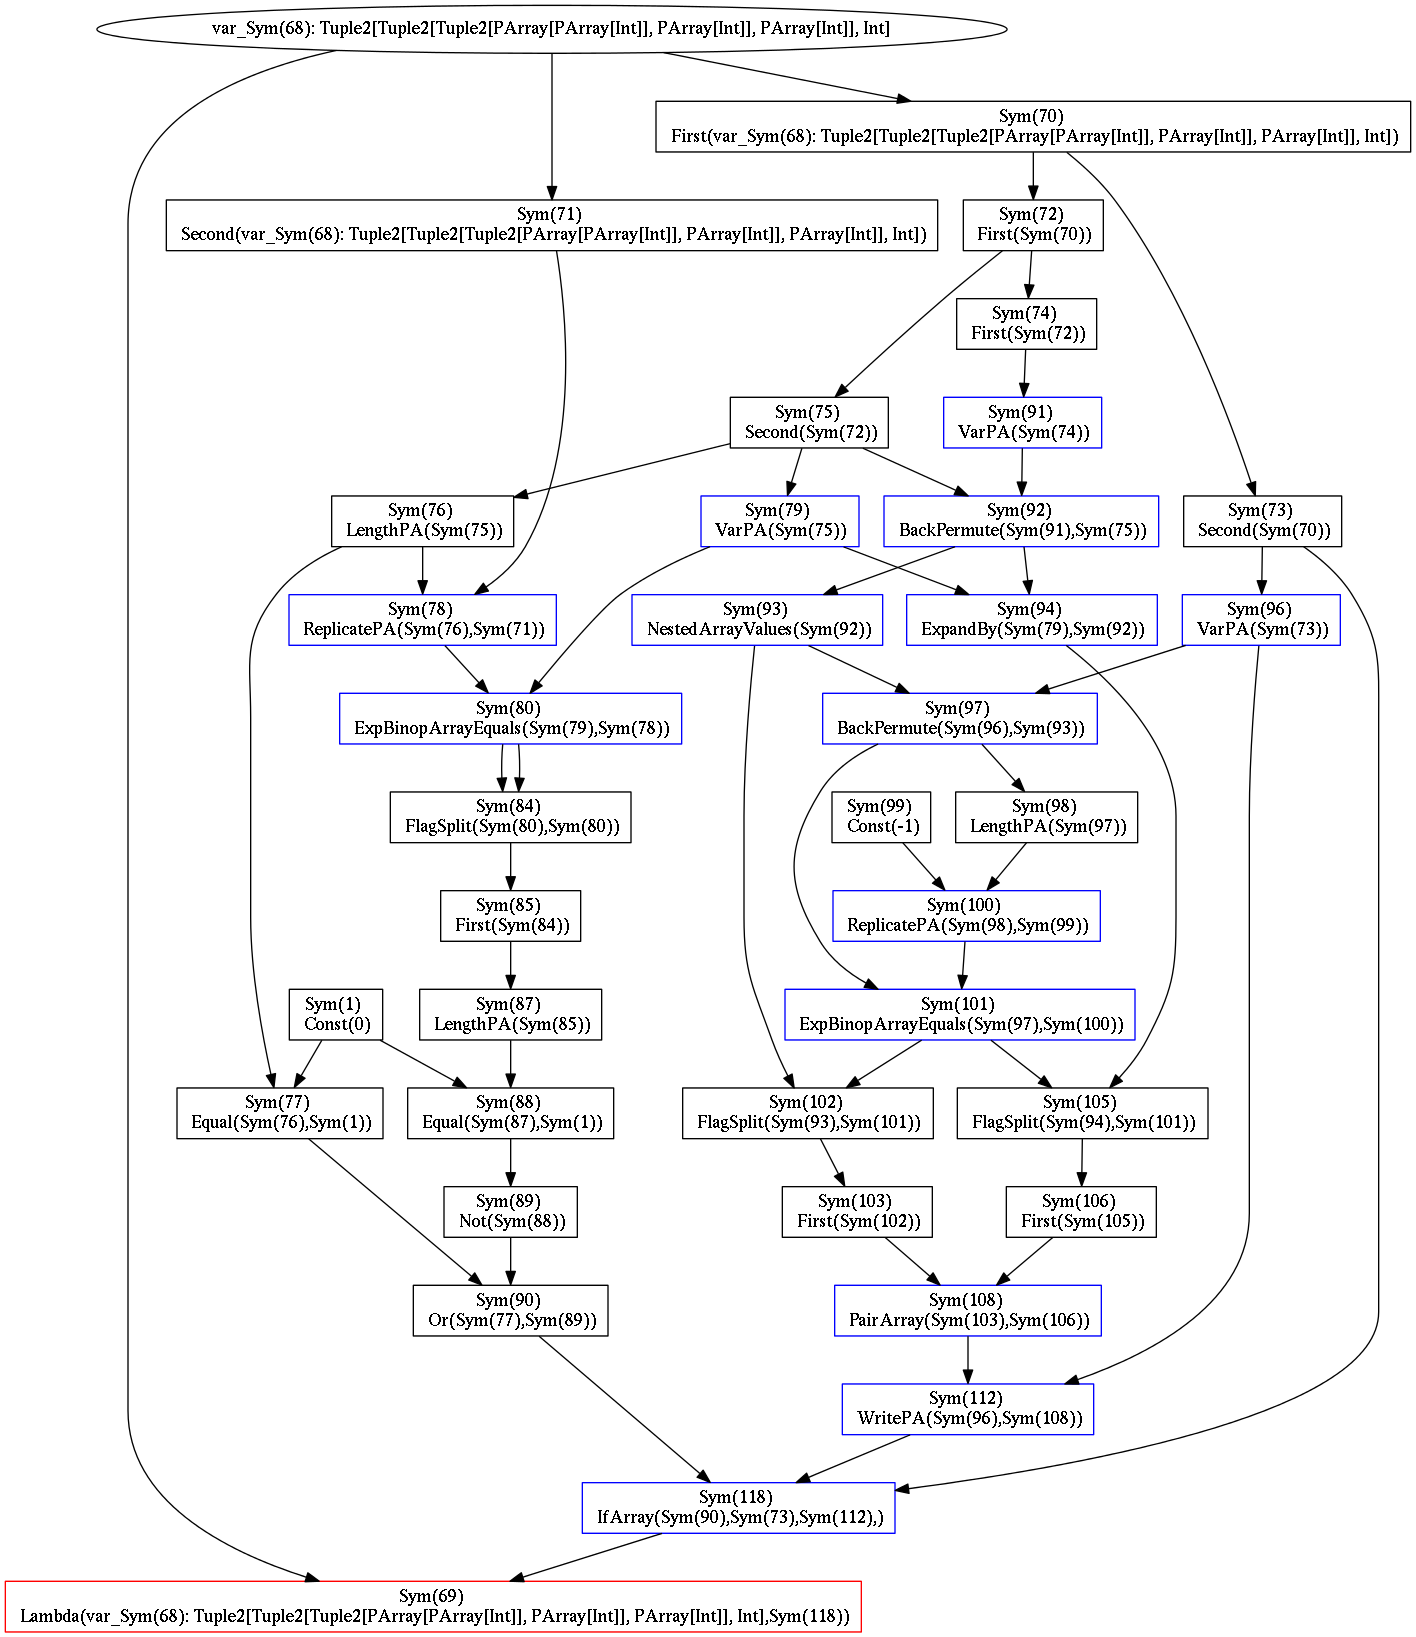 var_Sym(68): Tuple2[Tuple2[Tuple2[PArray[PArray[Int]], PArray[Int]], PArray[Int]], Int]
Sym(70)
First(var_Sym(68): Tuple2[Tuple2[Tuple2[PArray[PArray[Int]], PArray[Int]], PArray[Int]], Int])
Sym(71)
Second(var_Sym(68): Tuple2[Tuple2[Tuple2[PArray[PArray[Int]], PArray[Int]], PArray[Int]], Int])
Sym(72)
First(Sym(70))
Sym(74)
First(Sym(72))
Sym(75)
Second(Sym(72))
Sym(91)
VarPA(Sym(74))
Sym(76)
LengthPA(Sym(75))
Sym(79)
VarPA(Sym(75))
Sym(92)
BackPermute(Sym(91),Sym(75))
Sym(73)
Second(Sym(70))
Sym(78)
ReplicatePA(Sym(76),Sym(71))
Sym(93)
NestedArrayValues(Sym(92))
Sym(94)
ExpandBy(Sym(79),Sym(92))
Sym(96)
VarPA(Sym(73))
Sym(80)
ExpBinopArrayEquals(Sym(79),Sym(78))
Sym(97)
BackPermute(Sym(96),Sym(93))
Sym(84)
FlagSplit(Sym(80),Sym(80))
Sym(99)
Const(-1)
Sym(98)
LengthPA(Sym(97))
Sym(85)
First(Sym(84))
Sym(100)
ReplicatePA(Sym(98),Sym(99))
Sym(1)
Const(0)
Sym(87)
LengthPA(Sym(85))
Sym(101)
ExpBinopArrayEquals(Sym(97),Sym(100))
Sym(77)
Equal(Sym(76),Sym(1))
Sym(88)
Equal(Sym(87),Sym(1))
Sym(102)
FlagSplit(Sym(93),Sym(101))
Sym(105)
FlagSplit(Sym(94),Sym(101))
Sym(89)
Not(Sym(88))
Sym(103)
First(Sym(102))
Sym(106)
First(Sym(105))
Sym(90)
Or(Sym(77),Sym(89))
Sym(108)
PairArray(Sym(103),Sym(106))
Sym(112)
WritePA(Sym(96),Sym(108))
Sym(118)
IfArray(Sym(90),Sym(73),Sym(112),)
Sym(69)
Lambda(var_Sym(68): Tuple2[Tuple2[Tuple2[PArray[PArray[Int]], PArray[Int]], PArray[Int]], Int],Sym(118))